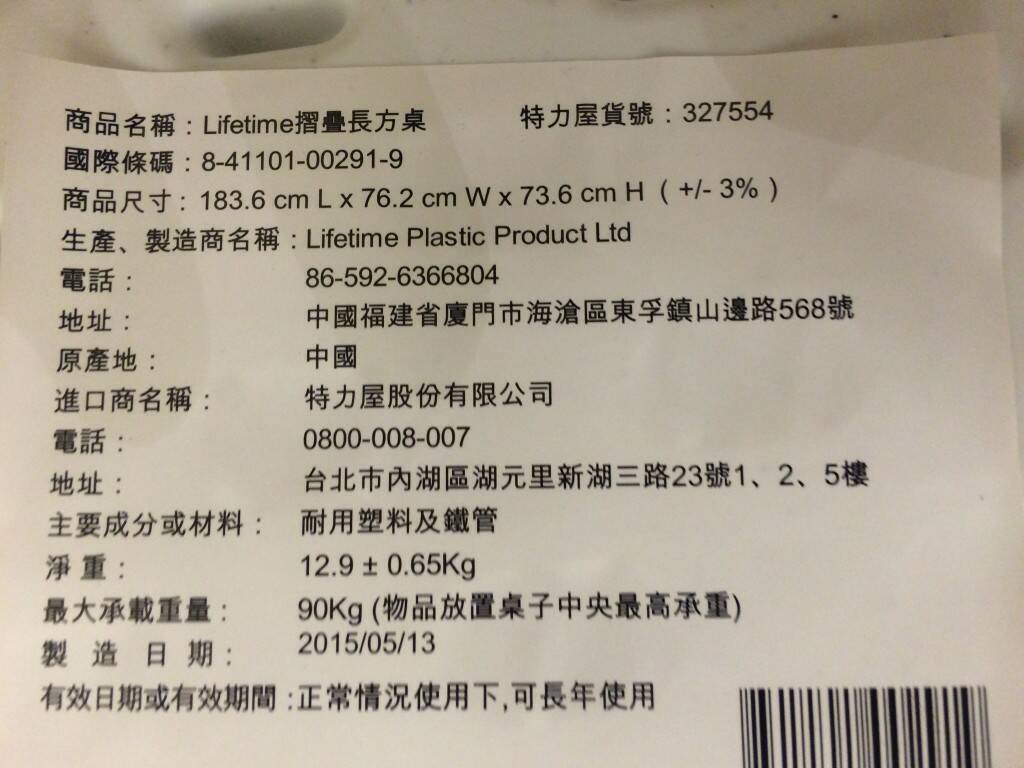 商品名稱：Lifetime摺疊長方桌 特力屋貨號：327554
國際條碼：8-41101-00291-9
商品尺寸：183.6 cm L x 76.2 cm W x 73.6 cm H（+/- 3%）
生產、製造商名稱：Lifetime Plastic Product Ltd
電話： 86-592-6366804
地址： 中國福建省廈門市海滄區東孚鎮山邊路568號
原產地： 中國
進口商名稱： 特力屋股份有限公司
電話： 0800-008-007
地址： 台北市內湖區湖元里新湖三路23號1、2、5樓
主要成分或材料： 耐用塑料及鐵管
淨 重： 12.9 ± 0.65Kg
最大承載重量： 90Kg (物品放置桌子中央最高承重)
製 造 日 期： 2015/05/13
有效日期或有效期間：正常情況使用下,可長年使用